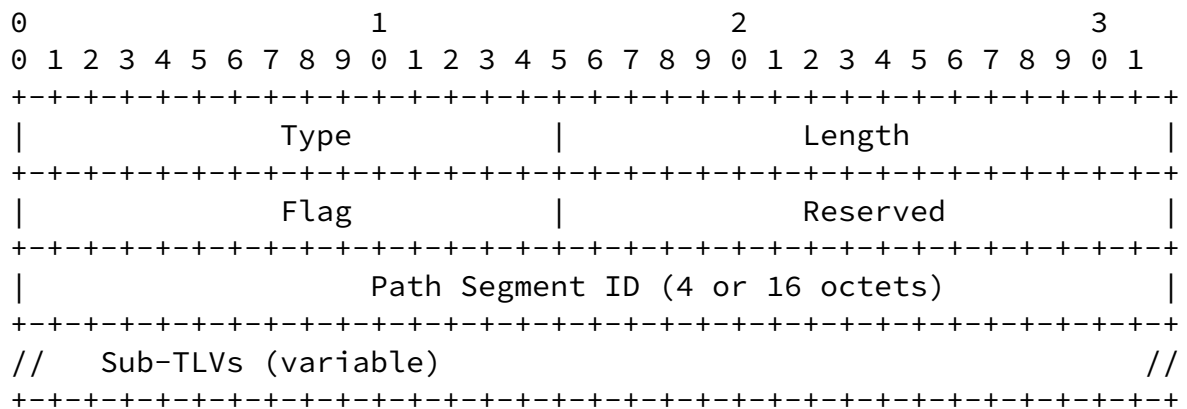 0                   1                   2                   3
0 1 2 3 4 5 6 7 8 9 0 1 2 3 4 5 6 7 8 9 0 1 2 3 4 5 6 7 8 9 0 1
+-+-+-+-+-+-+-+-+-+-+-+-+-+-+-+-+-+-+-+-+-+-+-+-+-+-+-+-+-+-+-+-+
|              Type             |             Length            |
+-+-+-+-+-+-+-+-+-+-+-+-+-+-+-+-+-+-+-+-+-+-+-+-+-+-+-+-+-+-+-+-+
|              Flag             |             Reserved          |
+-+-+-+-+-+-+-+-+-+-+-+-+-+-+-+-+-+-+-+-+-+-+-+-+-+-+-+-+-+-+-+-+
|                   Path Segment ID (4 or 16 octets)            |
+-+-+-+-+-+-+-+-+-+-+-+-+-+-+-+-+-+-+-+-+-+-+-+-+-+-+-+-+-+-+-+-+
//   Sub-TLVs (variable)                                       //
+-+-+-+-+-+-+-+-+-+-+-+-+-+-+-+-+-+-+-+-+-+-+-+-+-+-+-+-+-+-+-+-+